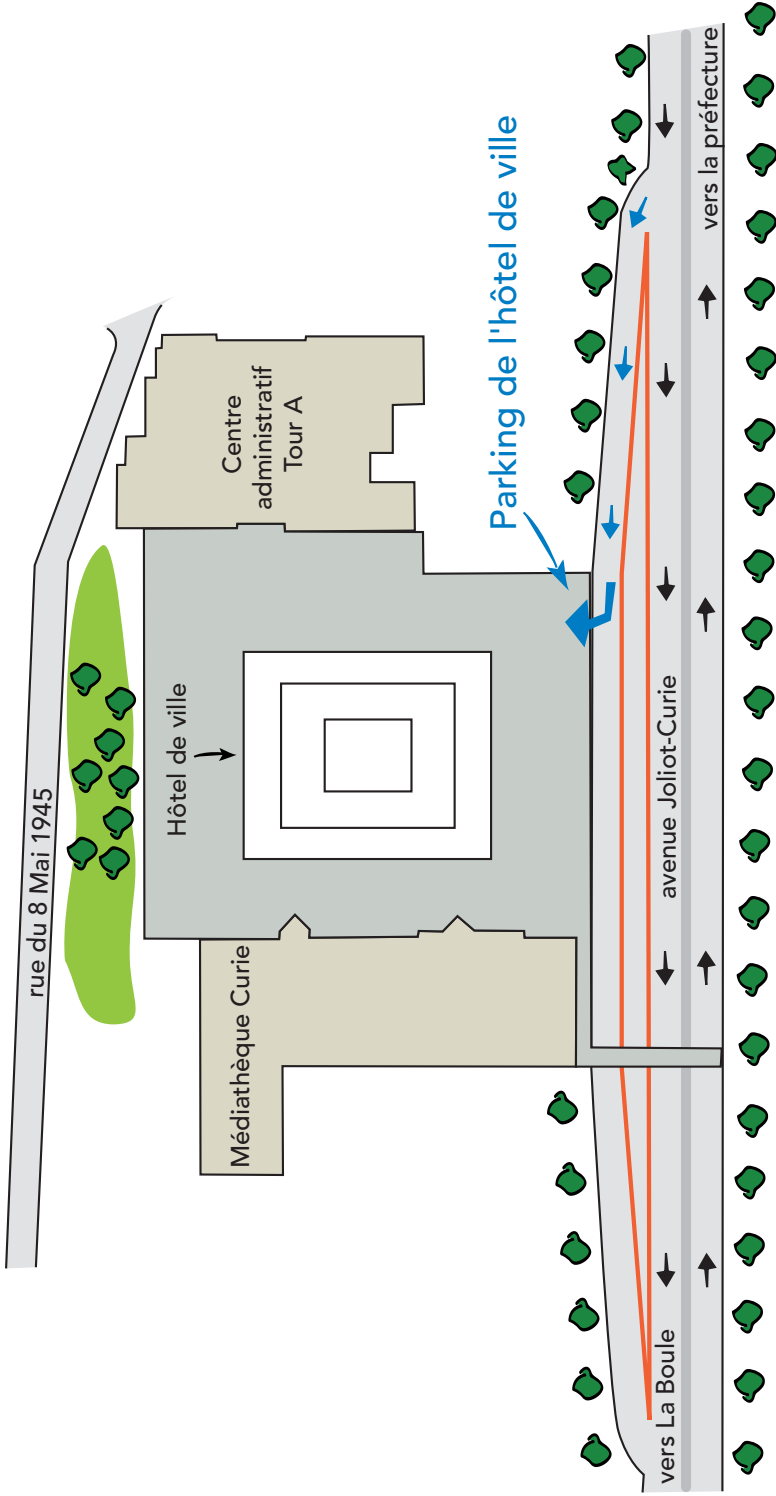 rue du 8 Mai 1945
Hôtel de ville
Médiathèque Curie
Centre
administratif
Tour A
Parking de l'hôtel de ville
vers La Boule
avenue Joliot-Curie
vers la préfecture